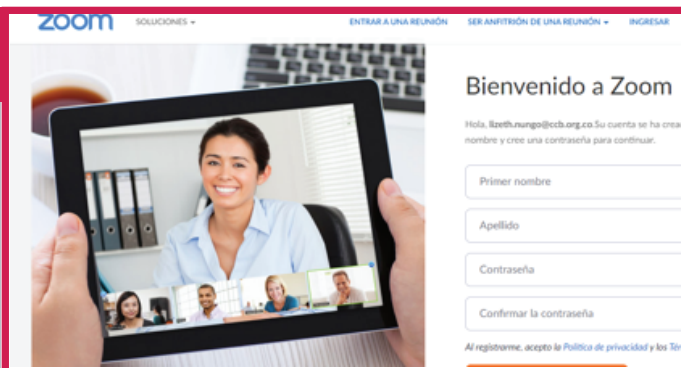 zoom SOLUCIONES ENTRAR A UNA REUNIÓN SER ANFITRIÓN DE UNA REUNIÓN INGRESAR
Bienvenido a Zoom
Hola, lizeth.nungo@ccb.org.co.Su cuenta se ha crea
nombre y cree una contraseña para continuar.
Primer nombre
Apellido
Contraseña
Confirmar la contraseña
Al registrarme, acepto la Política de privacidad y los Tér